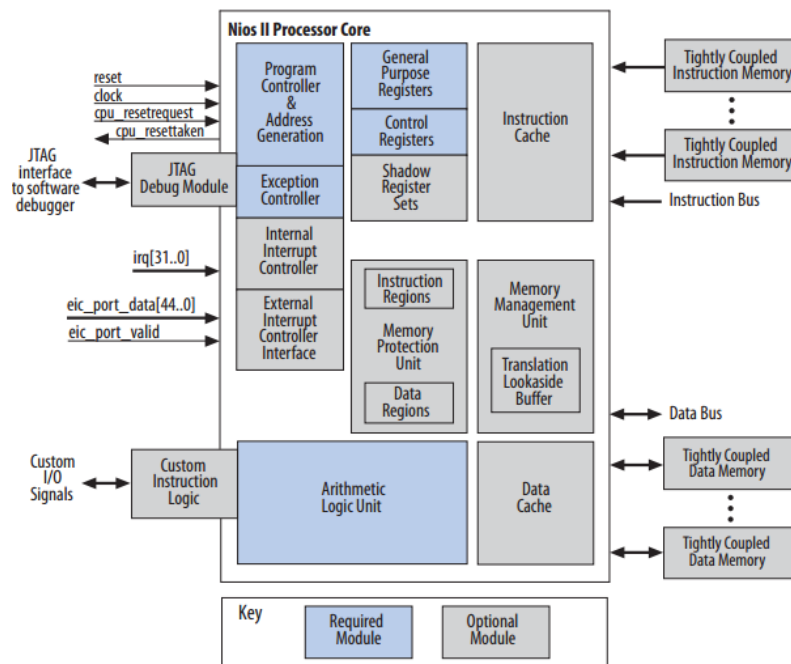 Nios II Processor Core
reset
clock
cpu_resetrequest
cpu_resettaken
JTAG
interface
to software
debugger
JTAG
Debug Module
irq[31..0]
eic_port_data[44..0]
eic_port_valid
Custom
I/O
Signals
Custom
Instruction
Logic
Program
Controller
&
Address
Generation
Exception
Controller
Internal
Interrupt
Controller
External
Interrupt
Controller
Interface
General
Purpose
Registers
Control
Registers
Shadow
Register
Sets
Instruction
Cache
Instruction
Regions
Memory
Protection
Unit
Data
Regions
Memory
Management
Unit
Translation
Lookaside
Buffer
Arithmetic
Logic Unit
Data
Cache
Tightly Coupled
Instruction Memory
Tightly Coupled
Instruction Memory
Instruction Bus
Data Bus
Tightly Coupled
Data Memory
Tightly Coupled
Data Memory
Key
Required
Module
Optional
Module